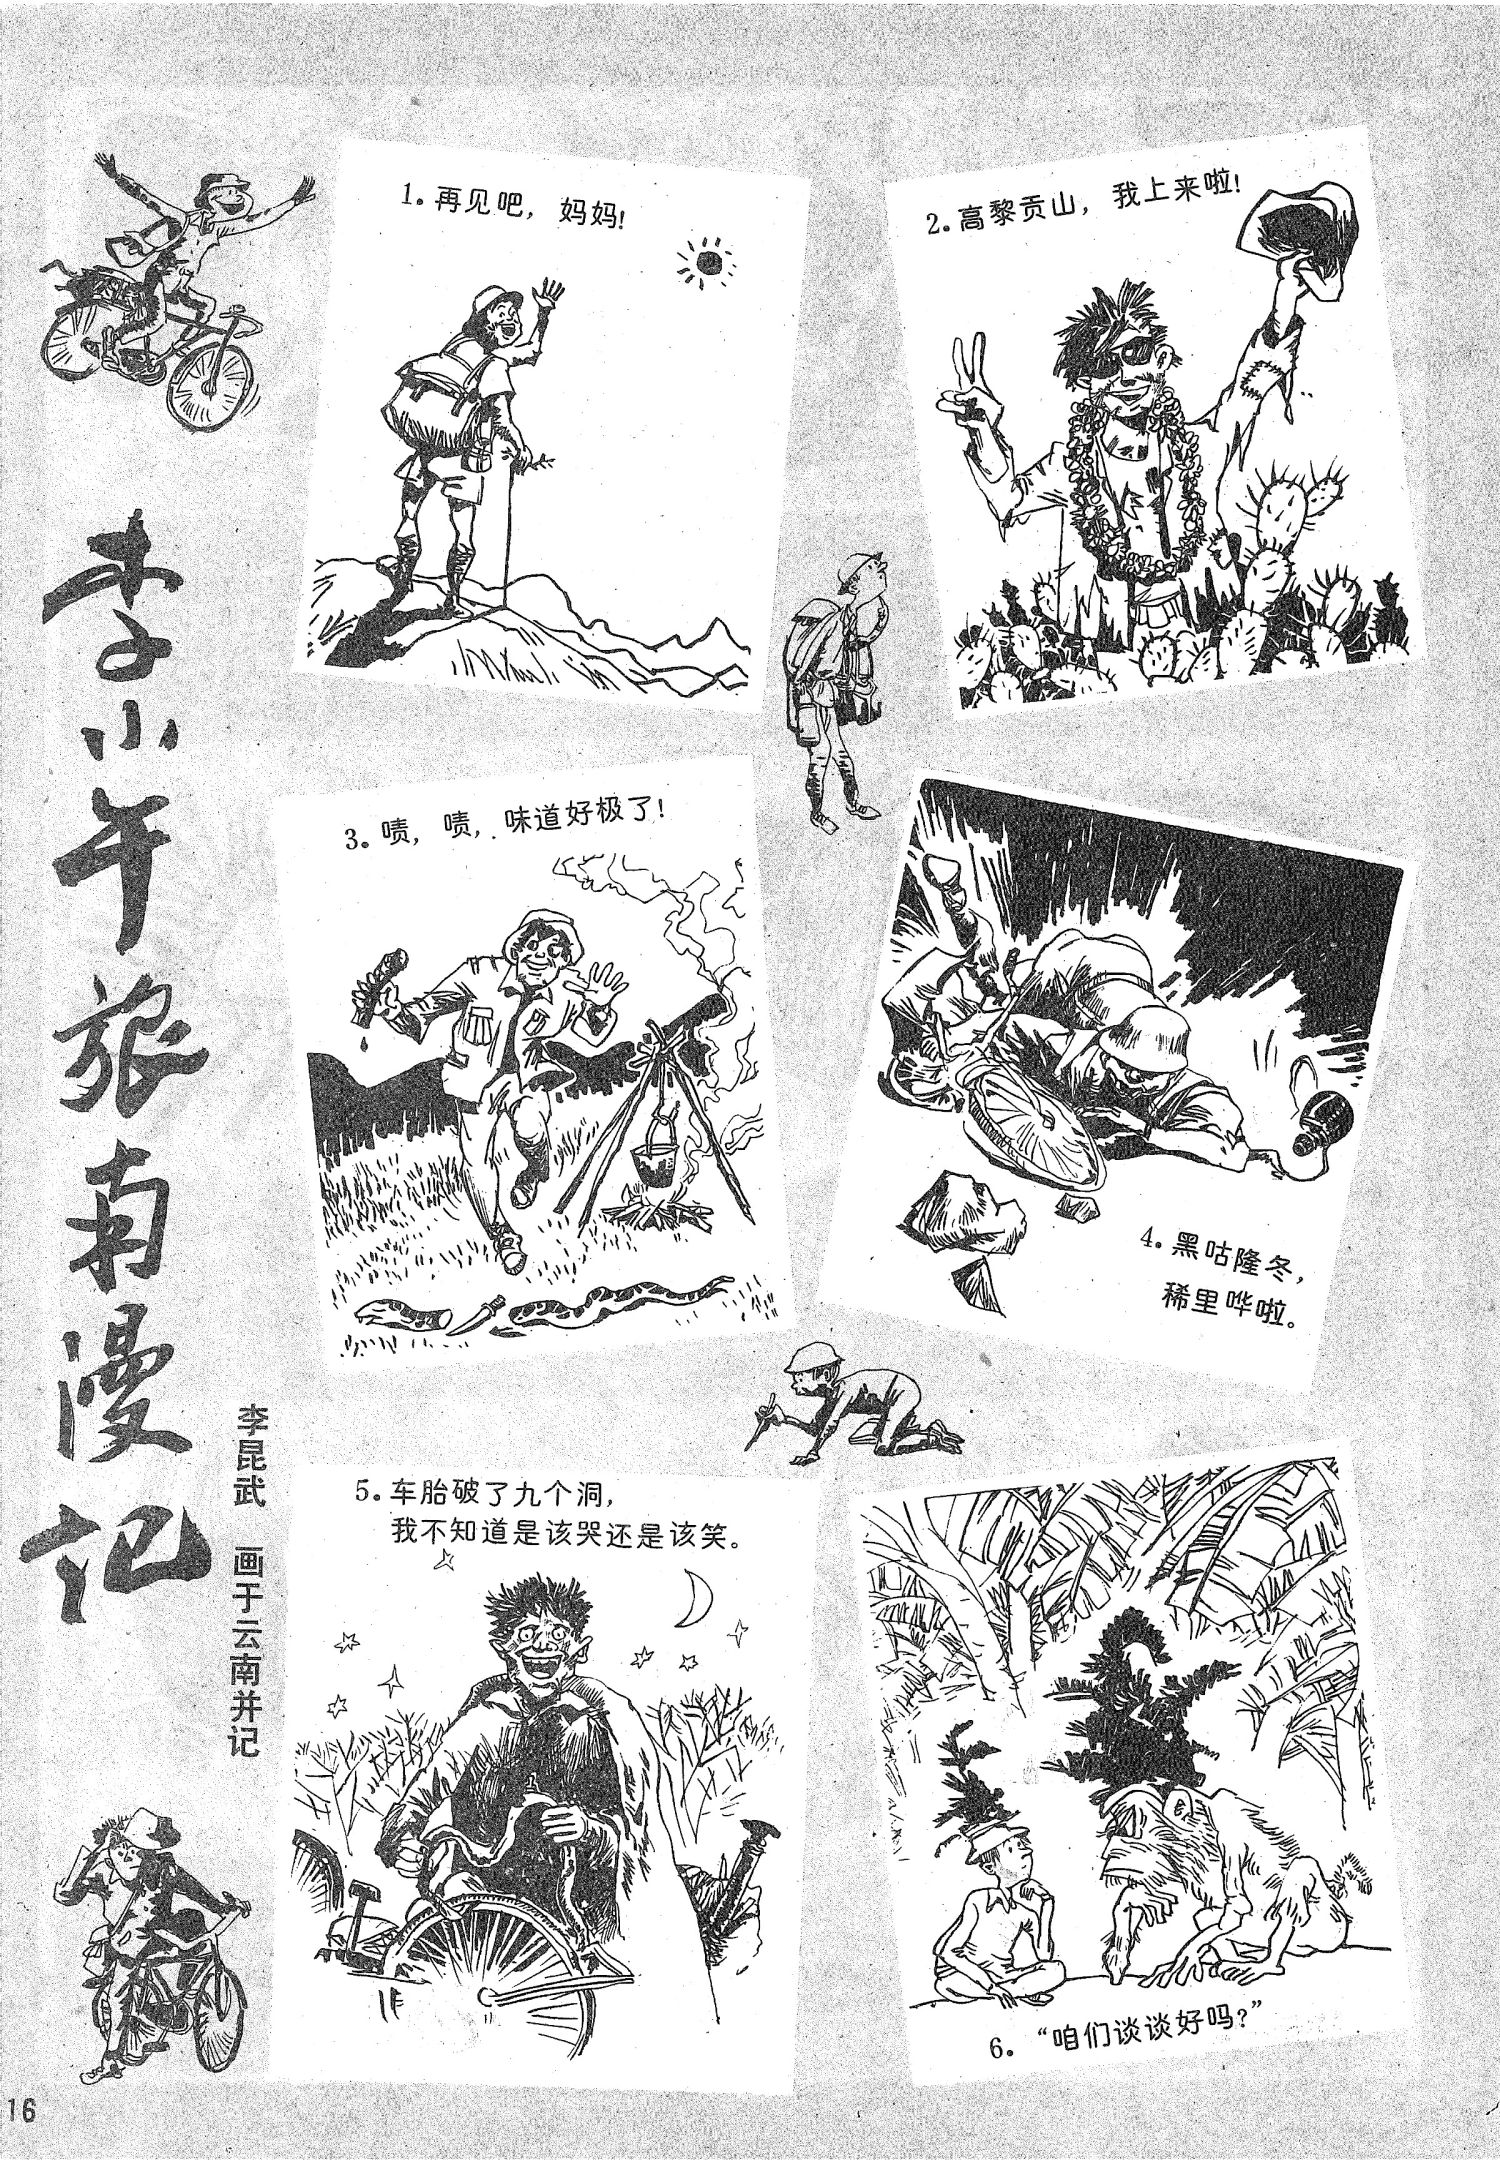 李小午旅南漫记
李昆武 画于云南并记
1。再见吧，妈妈！
2。高黎贡山，我上来啦！
3。啧，啧，味道好极了！
4。黑咕隆冬，
稀里哗啦。
5。车胎破了九个洞，
我不知道是该哭还是该笑。
6。“咱们谈谈好吗？”
16